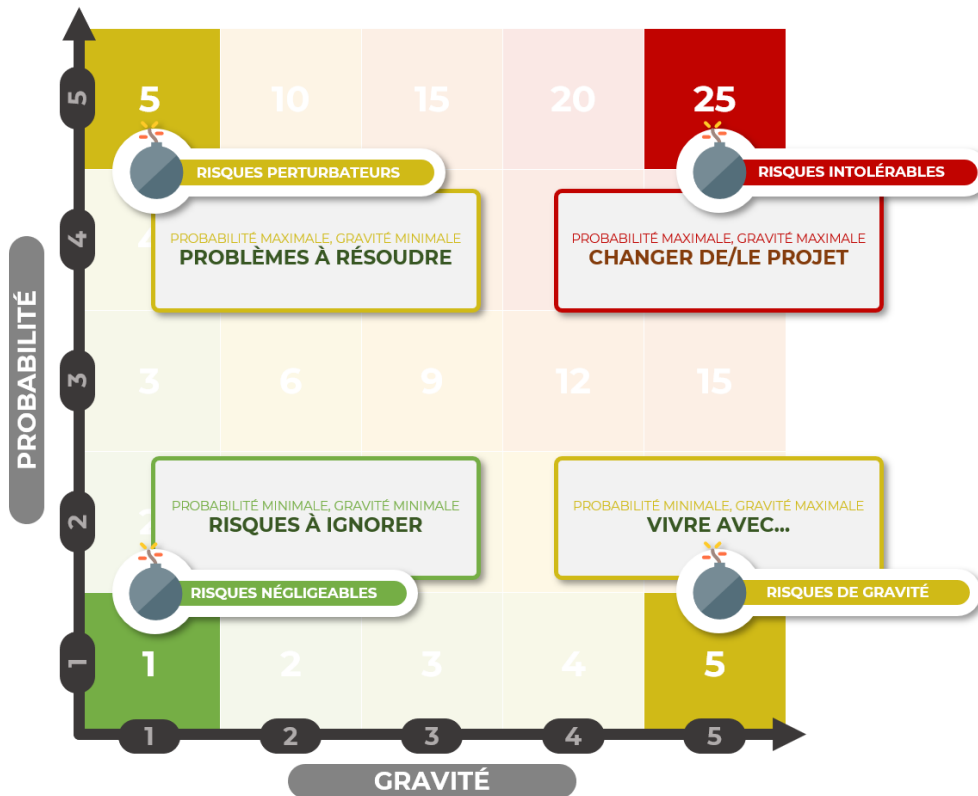 5
5
10
15
20
25
RISQUES PERTURBATEURS
RISQUES INTOLÉRABLES
4
PROBABILITÉ MAXIMALE, GRAVITÉ MINIMALE
PROBLÈMES À RÉSOUDRE
PROBABILITÉ MAXIMALE, GRAVITÉ MAXIMALE
CHANGER DE/LE PROJET
PROBABILITÉ
3
3
6
9
12
15
2
PROBABILITÉ MINIMALE, GRAVITÉ MINIMALE
RISQUES À IGNORER
PROBABILITÉ MINIMALE, GRAVITÉ MAXIMALE
VIVRE AVEC...
RISQUES NÉGLIGEABLES
RISQUES DE GRAVITÉ
1
1
2
3
4
5
1
2
3
4
5
GRAVITÉ